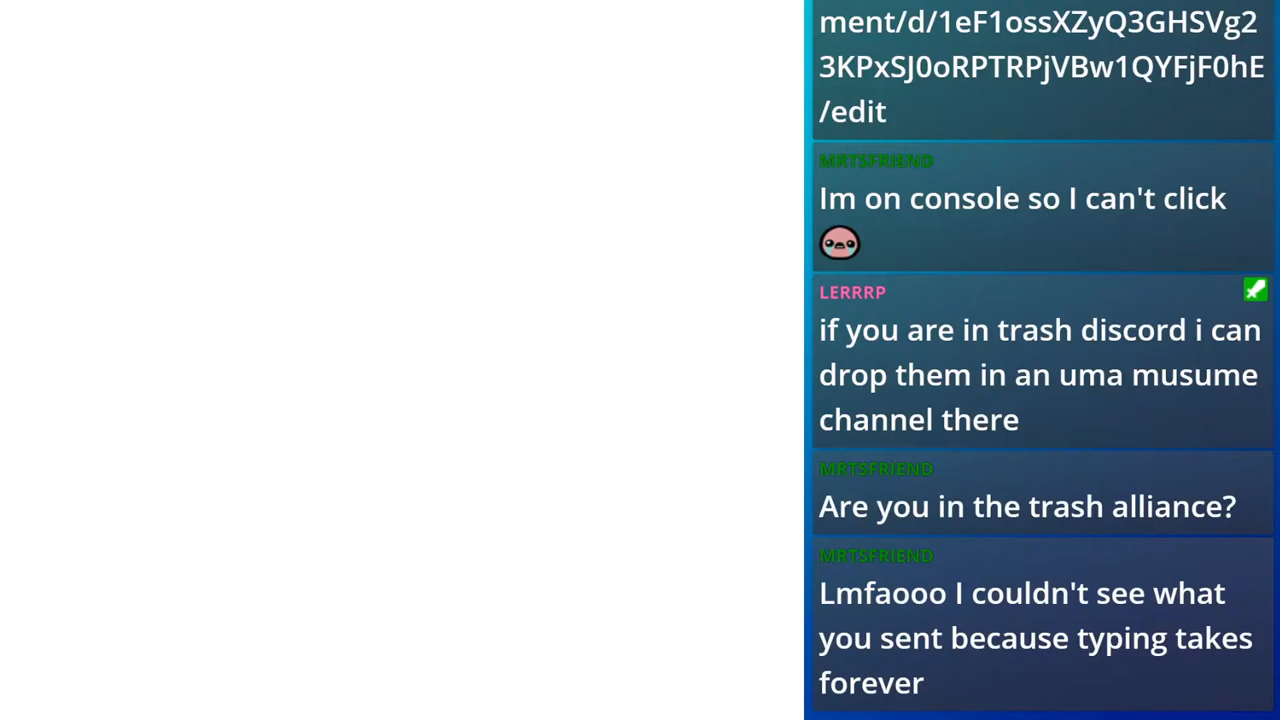 ment/d/1eF1ossXZyQ3GHSVg2
3KPxSJ0oRPTRPjVBw1QYFjF0hE
/edit
MRTSFRIEND
Im on console so I can't click
LERRRP
if you are in trash discord i can
drop them in an uma musume
channel there
MRTSFRIEND
Are you in the trash alliance?
MRTSFRIEND
Lmfaooo I couldn't see what
you sent because typing takes
forever